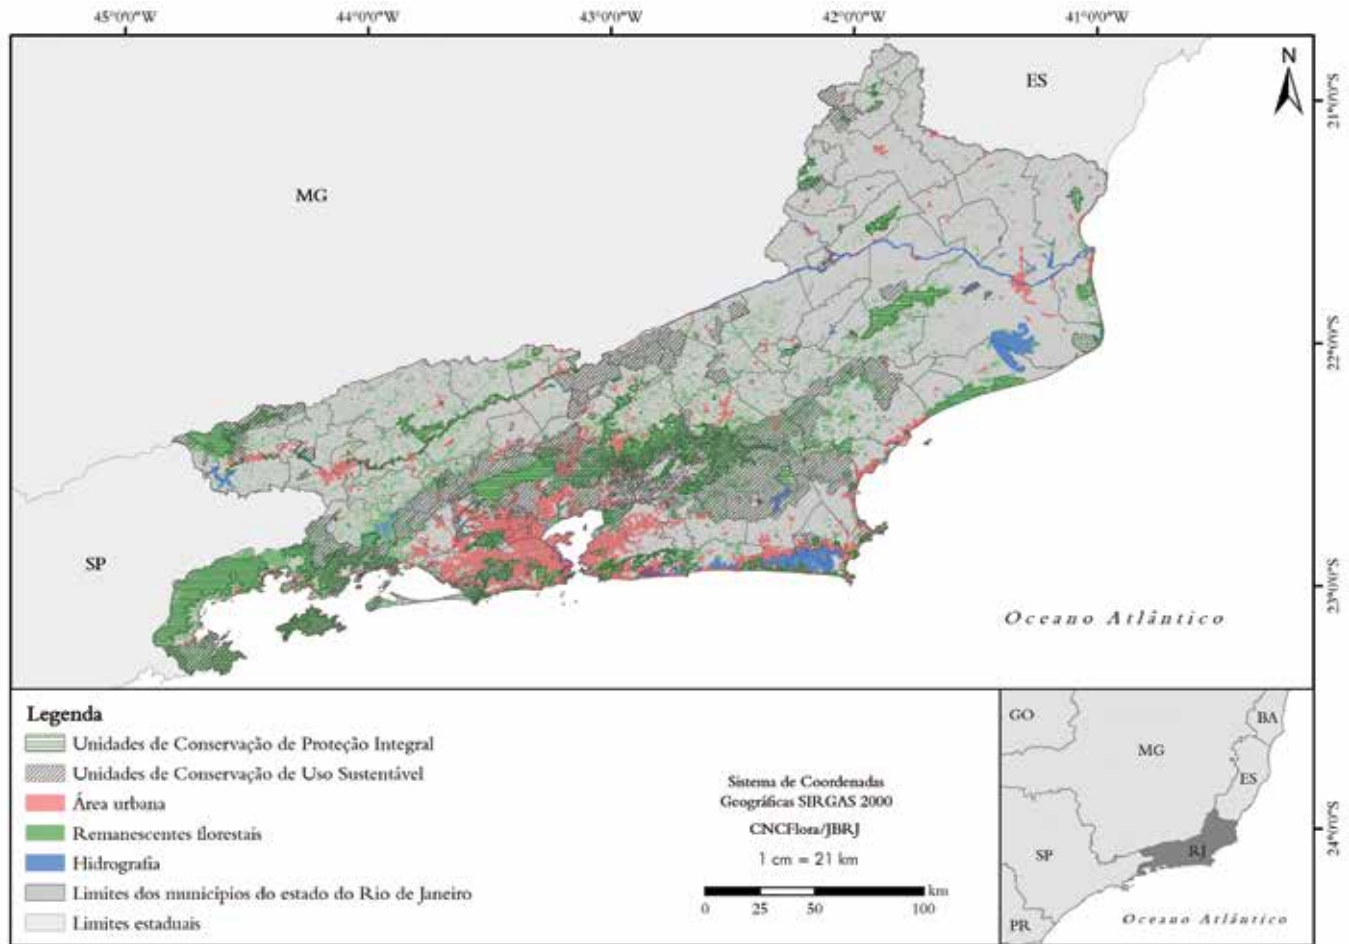 45°0'0"W 44°0'0"W 43°0'0"W 42°0'0"W 41°0'0"W
N
ES
21°0'0"S
MG
22°0'0"S
SP
23°0'0"S
Oceano Atlântico
Legenda
Unidades de Conservação de Proteção Integral
Unidades de Conservação de Uso Sustentável
Área urbana
Remanescentes florestais
Hidrografia
Limites dos municípios do estado do Rio de Janeiro
Limites estaduais
Sistema de Coordenadas
Geográficas SIRGAS 2000
CNCFlora/JBRJ
1 cm = 21 km
km
0 25 50 100
GO
BA
MG
ES
SP
RJ
PR
Oceano Atlântico
24°0'0"S